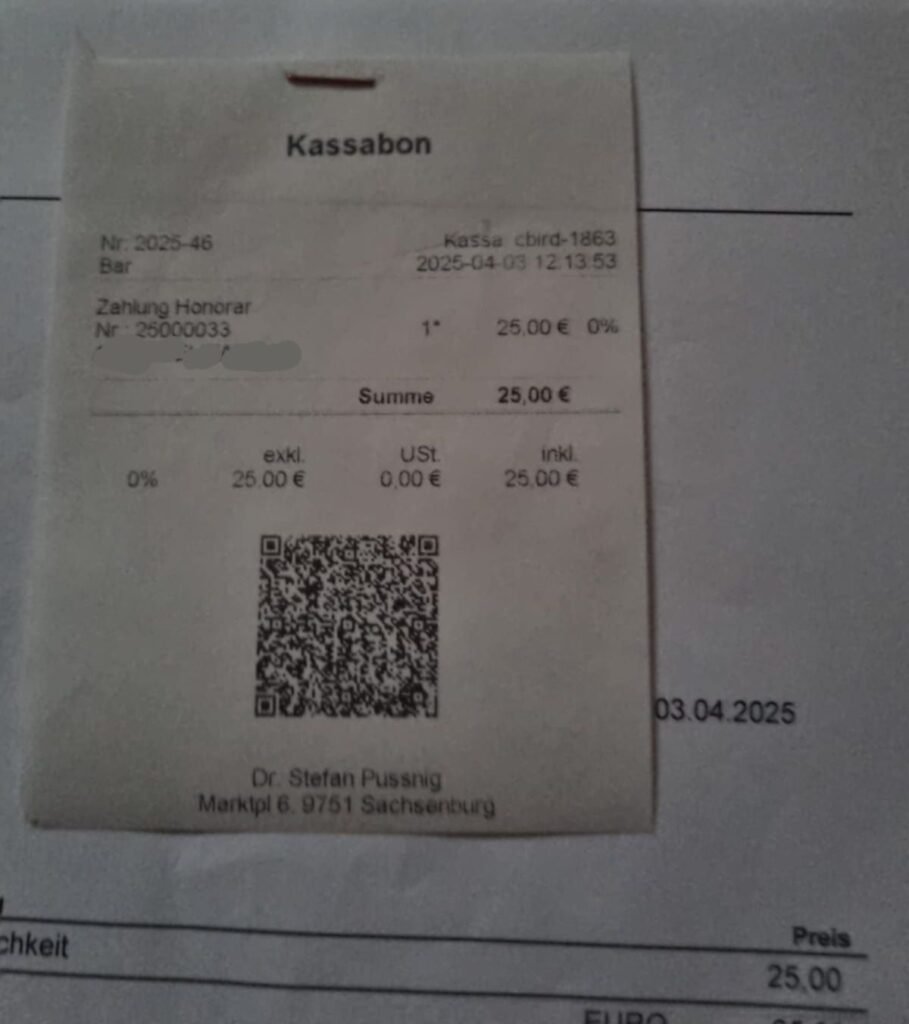 Kassabon
Nr: 2025-46 Kassa cbird-1863
Bar 2025-04-03 12:13:53
Zahlung Honorar
Nr.: 25000033 1* 25,00 € 0%
Summe 25,00 €
exkl. USt. inkl.
0% 25,00 € 0,00 € 25,00 €
03.04.2025
Dr. Stefan Pussnig
Marktpl 6, 9751 Sachsenburg
Preis
chkeit
25,00
EURO